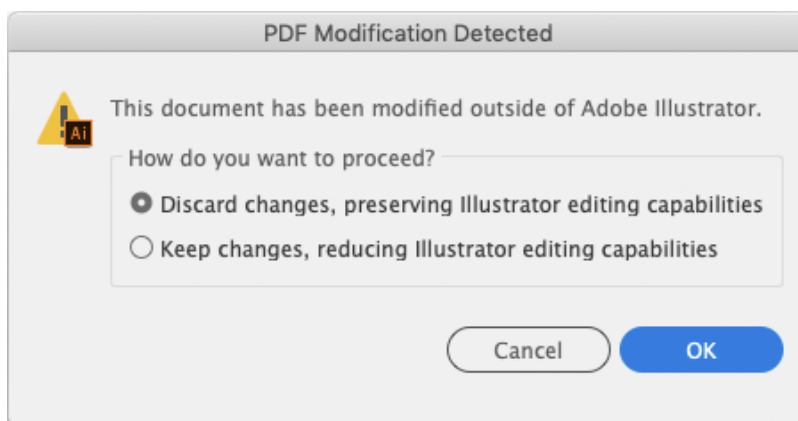 PDF Modification Detected
This document has been modified outside of Adobe Illustrator.
Ai
How do you want to proceed?
Discard changes, preserving Illustrator editing capabilities
Keep changes, reducing Illustrator editing capabilities
Cancel
OK